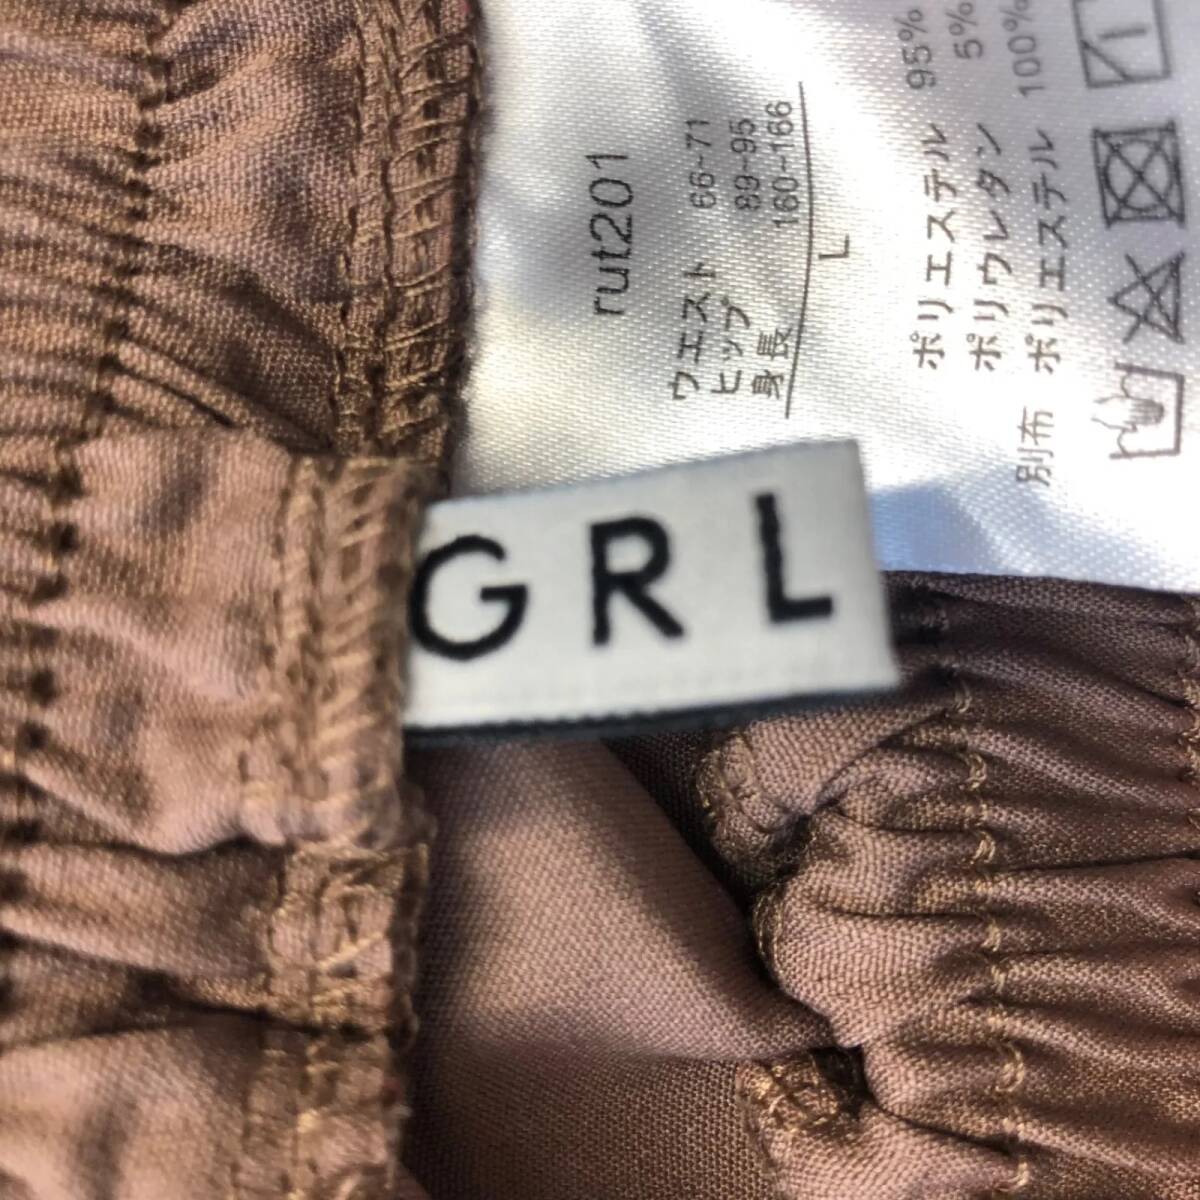 rut201
ウエスト 66-71
ヒップ 89-95
身長 160-166
L
ポリエステル 95%
ポリウレタン 5%
別布 ポリエステル 100%
GRL